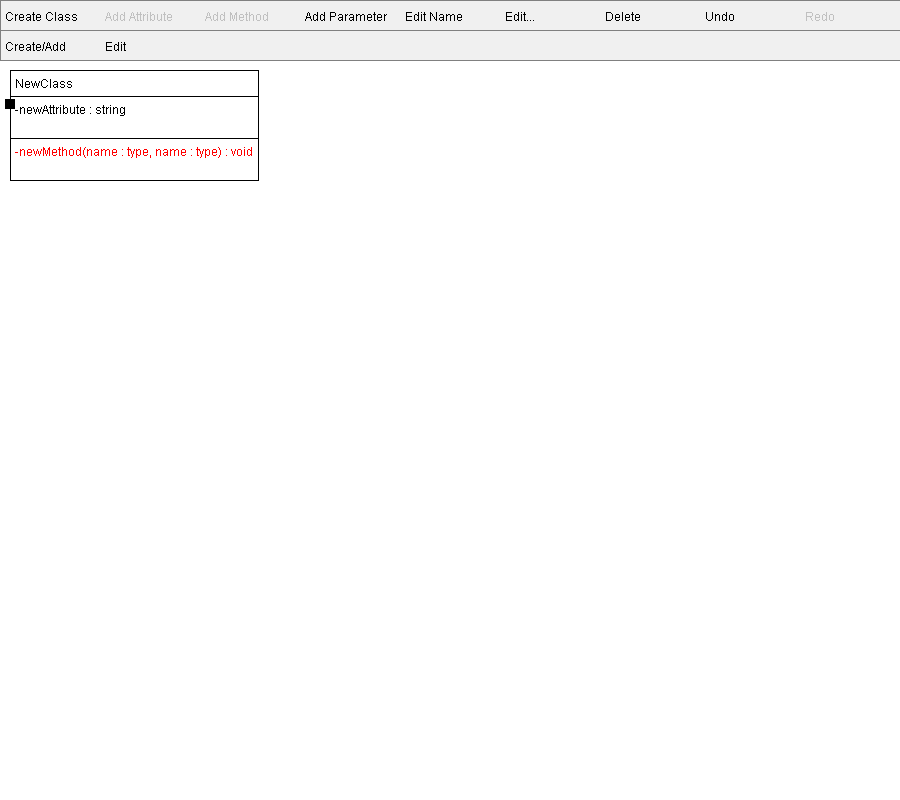 Create Class Add Attribute Add Method Add Parameter Edit Name Edit... Delete Undo Redo
Create/Add Edit
NewClass
-newAttribute : string
-newMethod(name : type, name : type) : void